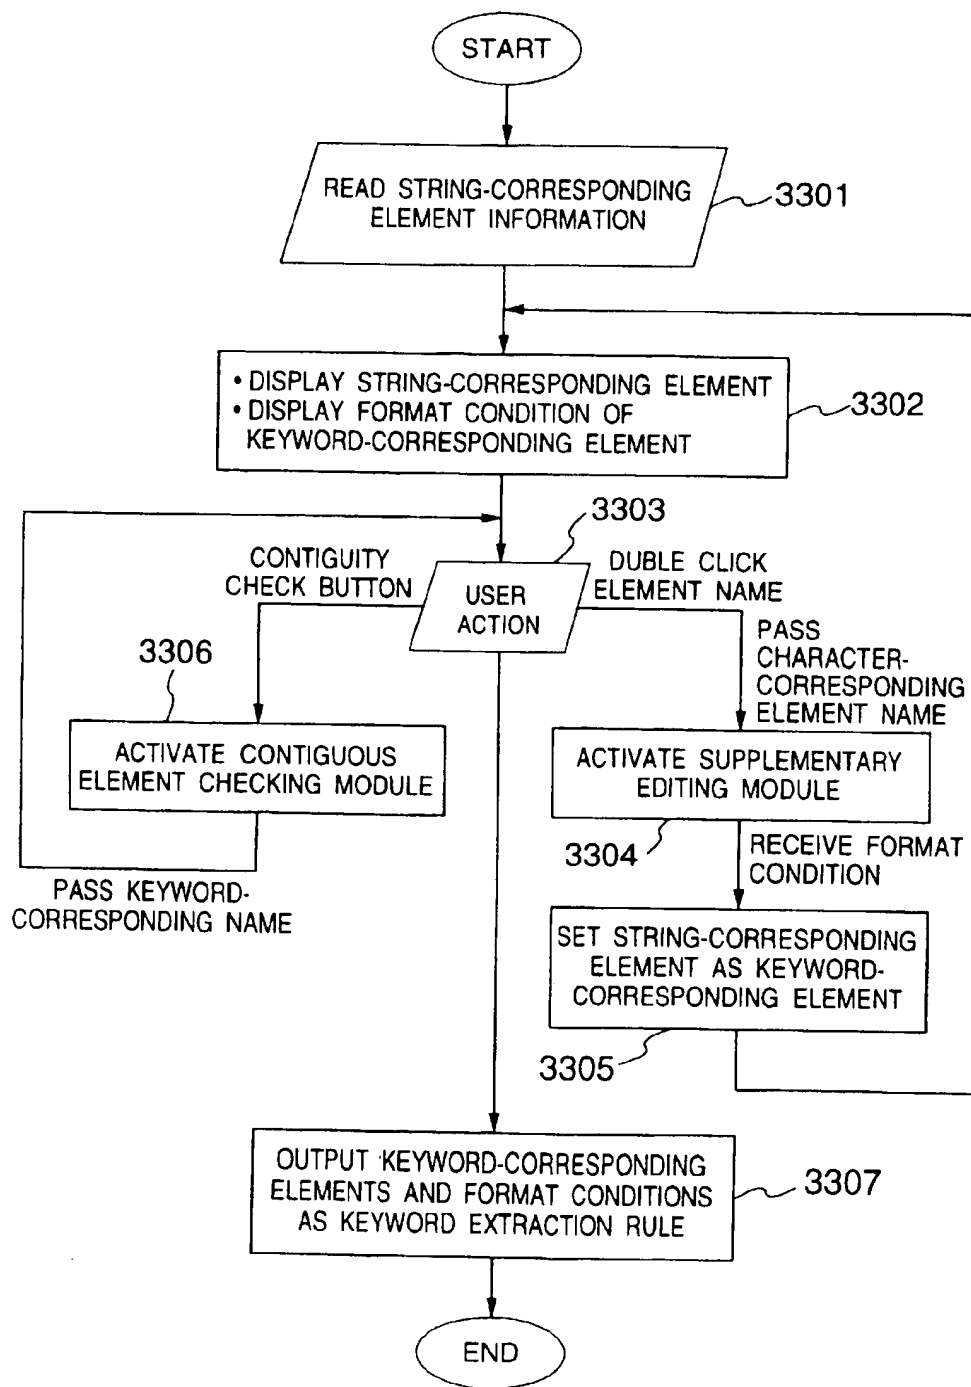 START
READ STRING-CORRESPONDING
ELEMENT INFORMATION
3301
• DISPLAY STRING-CORRESPONDING ELEMENT
• DISPLAY FORMAT CONDITION OF
KEYWORD-CORRESPONDING ELEMENT
3302
3303
USER
ACTION
CONTIGUITY
CHECK BUTTON
DUBLE CLICK
ELEMENT NAME
PASS
CHARACTER-
CORRESPONDING
ELEMENT NAME
3306
ACTIVATE CONTIGUOUS
ELEMENT CHECKING MODULE
PASS KEYWORD-
CORRESPONDING NAME
ACTIVATE SUPPLEMENTARY
EDITING MODULE
3304
RECEIVE FORMAT
CONDITION
SET STRING-CORRESPONDING
ELEMENT AS KEYWORD-
CORRESPONDING ELEMENT
3305
OUTPUT KEYWORD-CORRESPONDING
ELEMENTS AND FORMAT CONDITIONS
AS KEYWORD EXTRACTION RULE
3307
END